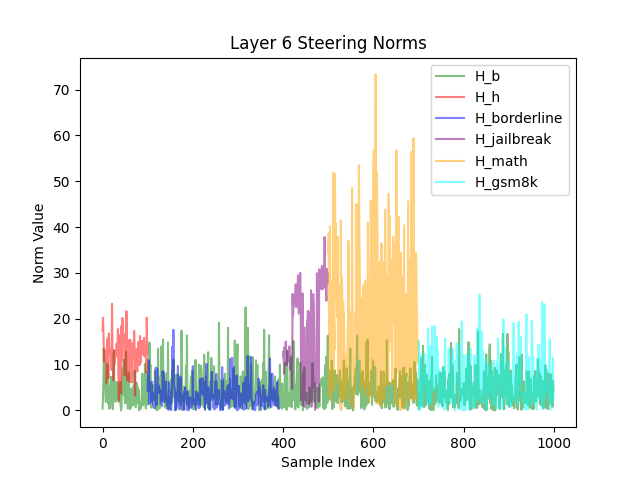 Layer 6 Steering Norms
H_b
H_h
H_borderline
H_jailbreak
H_math
H_gsm8k
70
60
50
40
30
20
10
0
Norm Value
0
200
400
600
800
1000
Sample Index